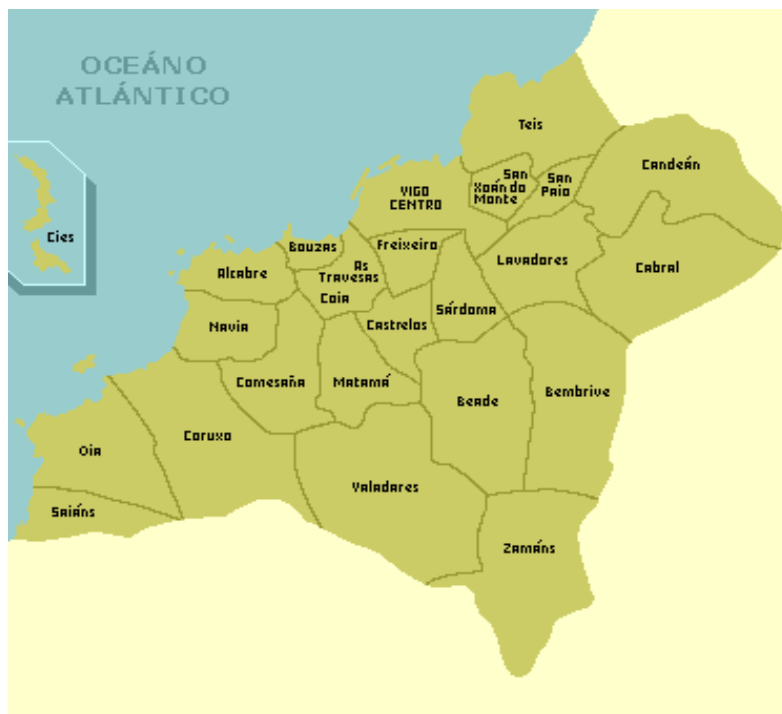 OCEÁNO
ATLÁNTICO
Teis
Candeán
San
Xoán do
Monte
San
Paio
VIGO
CENTRO
Cies
Bouzas
Freixeiro
As
Travesas
Lavadores
Cabral
Alcabre
Coia
Sárdoma
Navia
Castrelos
Comesaña
Matamá
Beade
Bembrive
Coruxo
Oia
Valadares
Saiáns
Zamáns